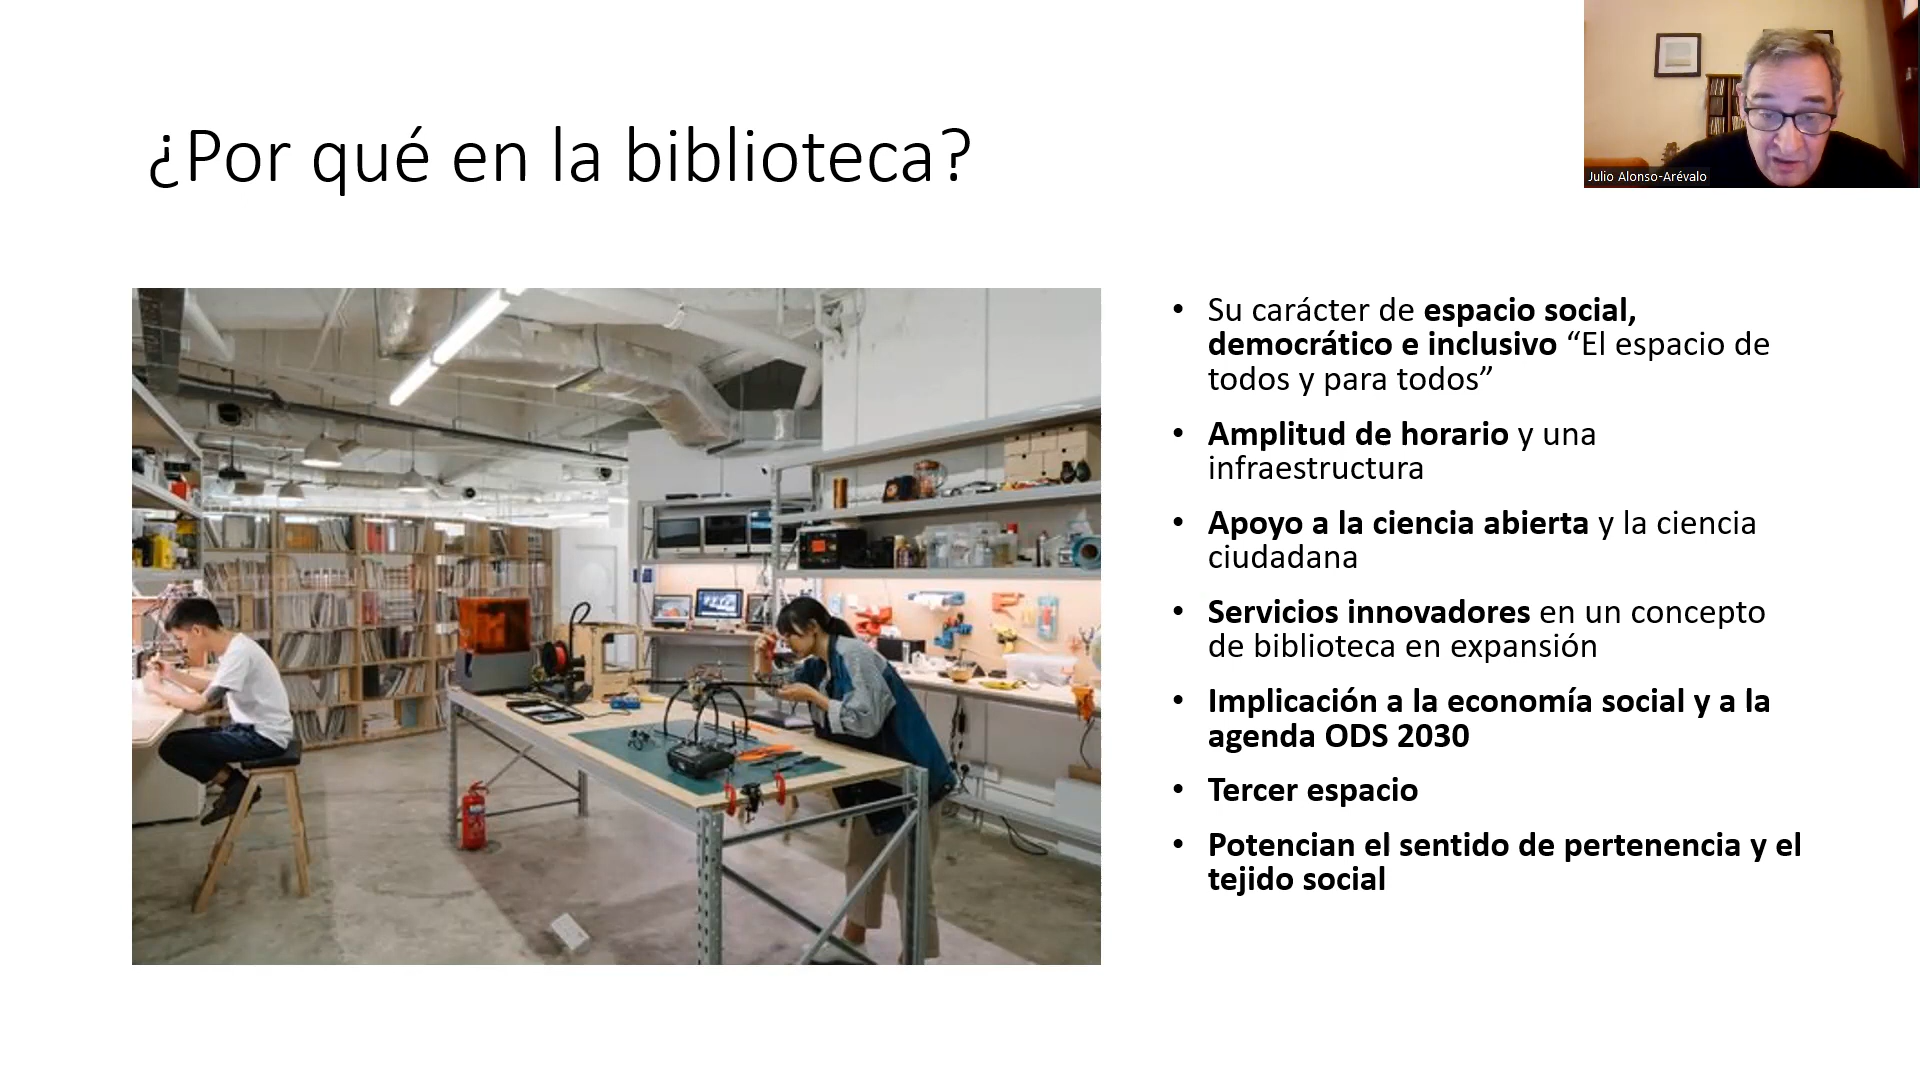 ¿Por qué en la biblioteca?
Julio Alonso-Arévalo
• Su carácter de espacio social,
democrático e inclusivo “El espacio de
todos y para todos”
• Amplitud de horario y una
infraestructura
• Apoyo a la ciencia abierta y la ciencia
ciudadana
• Servicios innovadores en un concepto
de biblioteca en expansión
• Implicación a la economía social y a la
agenda ODS 2030
• Tercer espacio
• Potencian el sentido de pertenencia y el
tejido social